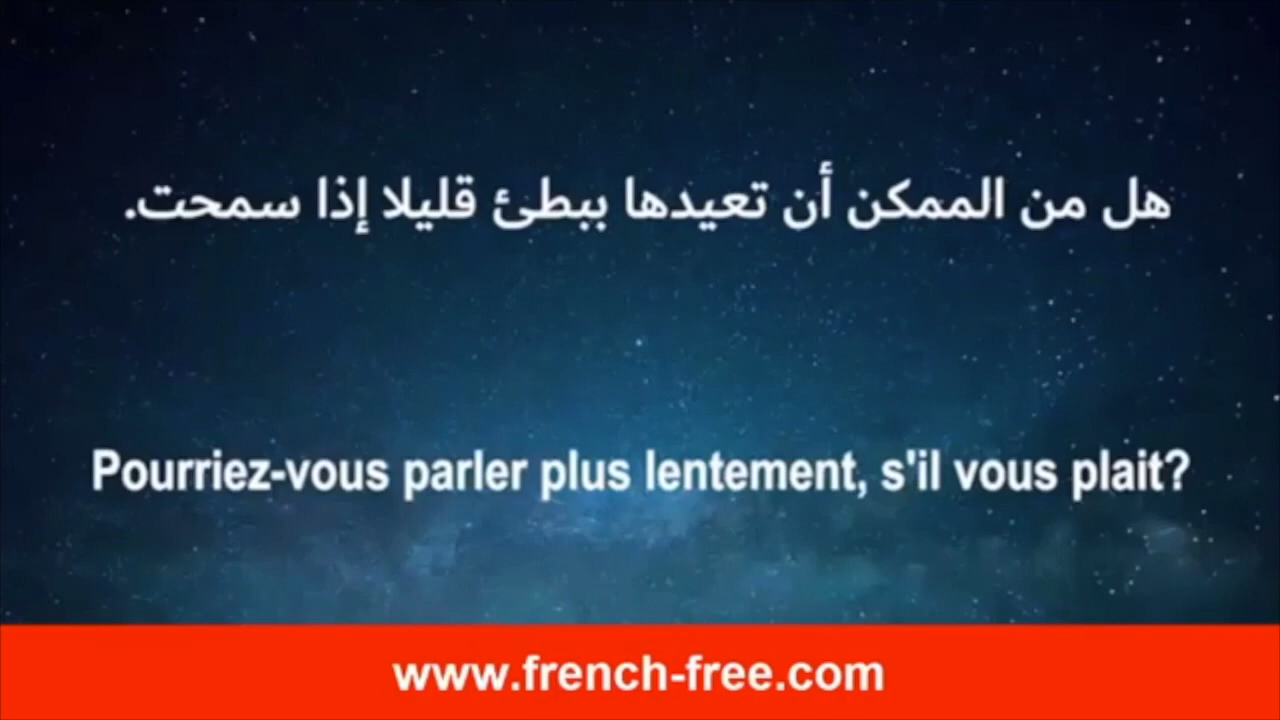 هل من الممكن أن تعيدها ببطئ قليلا إذا سمحت.
Pourriez-vous parler plus lentement, s'il vous plait?
www.french-free.com